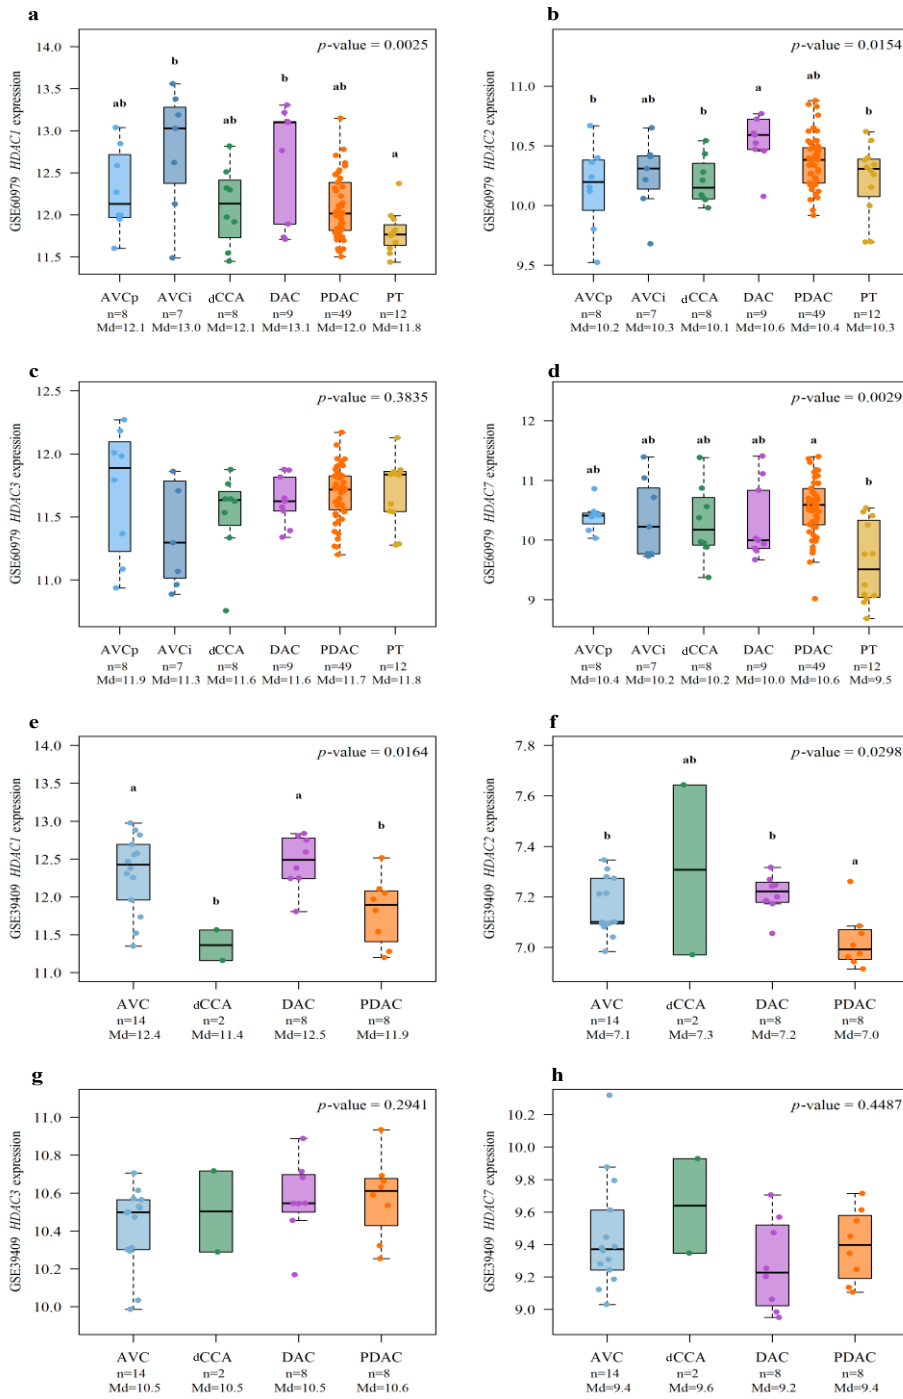 a
GSE60979 HDAC1 expression
p-value = 0.0025
14.0
13.5
13.0
12.5
12.0
11.5
ab
b
ab
b
ab
a
AVCp AVCi dCCA DAC PDAC PT
n=8 n=7 n=8 n=9 n=49 n=12
Md=12.1 Md=13.0 Md=12.1 Md=13.1 Md=12.0 Md=11.8
b
GSE60979 HDAC2 expression
p-value = 0.0154
11.0
10.5
10.0
9.5
b
ab
b
a
ab
b
AVCp AVCi dCCA DAC PDAC PT
n=8 n=7 n=8 n=9 n=49 n=12
Md=10.2 Md=10.3 Md=10.1 Md=10.6 Md=10.4 Md=10.3
c
GSE60979 HDAC3 expression
p-value = 0.3835
12.5
12.0
11.5
11.0
AVCp AVCi dCCA DAC PDAC PT
n=8 n=7 n=8 n=9 n=49 n=12
Md=11.9 Md=11.3 Md=11.6 Md=11.6 Md=11.7 Md=11.8
d
GSE60979 HDAC7 expression
p-value = 0.0029
12
11
10
9
ab
ab
ab
ab
a
b
AVCp AVCi dCCA DAC PDAC PT
n=8 n=7 n=8 n=9 n=49 n=12
Md=10.4 Md=10.2 Md=10.2 Md=10.0 Md=10.6 Md=9.5
e
GSE39409 HDAC1 expression
p-value = 0.0164
14.0
13.5
13.0
12.5
12.0
11.5
11.0
a
b
a
b
AVC dCCA DAC PDAC
n=14 n=2 n=8 n=8
Md=12.4 Md=11.4 Md=12.5 Md=11.9
f
GSE39409 HDAC2 expression
p-value = 0.0298
7.8
7.6
7.4
7.2
7.0
b
ab
b
a
AVC dCCA DAC PDAC
n=14 n=2 n=8 n=8
Md=7.1 Md=7.3 Md=7.2 Md=7.0
g
GSE39409 HDAC3 expression
p-value = 0.2941
11.0
10.8
10.6
10.4
10.2
10.0
AVC dCCA DAC PDAC
n=14 n=2 n=8 n=8
Md=10.5 Md=10.5 Md=10.5 Md=10.6
h
GSE39409 HDAC7 expression
p-value = 0.4487
10.2
10.0
9.8
9.6
9.4
9.2
9.0
AVC dCCA DAC PDAC
n=14 n=2 n=8 n=8
Md=9.4 Md=9.6 Md=9.2 Md=9.4